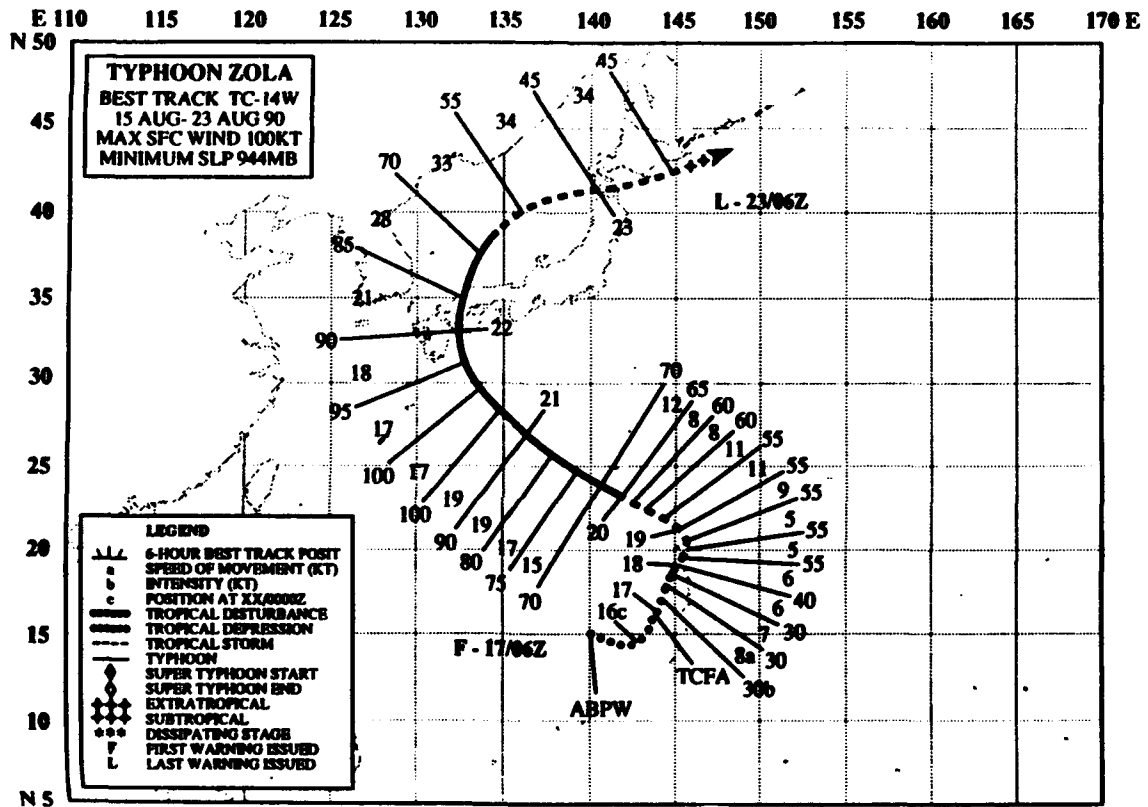 E 110 115 120 125 130 135 140 145 150 155 160 165 170 E
N 50
TYPHOON ZOLA
BEST TRACK TC-14W
15 AUG- 23 AUG 90
MAX SFC WIND 100KT
MINIMUM SLP 944MB
45
40
35
30
25
20
15
10
N 5
45
45
34
55
34
70
33
28
85
21
90
22
18
95
17
100
17
100
21
19
90
19
80
17
75
15
70
70
12
65
8
60
8
60
11
55
11
55
9
55
5
55
5
55
6
40
6
30
7
30
8a
30b
20
19
18
17
16c
23
L - 23/06Z
F - 17/06Z
TCFA
ABPW
LEGEND
6-HOUR BEST TRACK POSIT
a SPEED OF MOVEMENT (KT)
b INTENSITY (KT)
c POSITION AT XX/0000Z
TROPICAL DISTURBANCE
TROPICAL DEPRESSION
TROPICAL STORM
TYPHOON
SUPER TYPHOON START
SUPER TYPHOON END
EXTRATROPICAL
SUBTROPICAL
*** DISSIPATING STAGE
F FIRST WARNING ISSUED
L LAST WARNING ISSUED